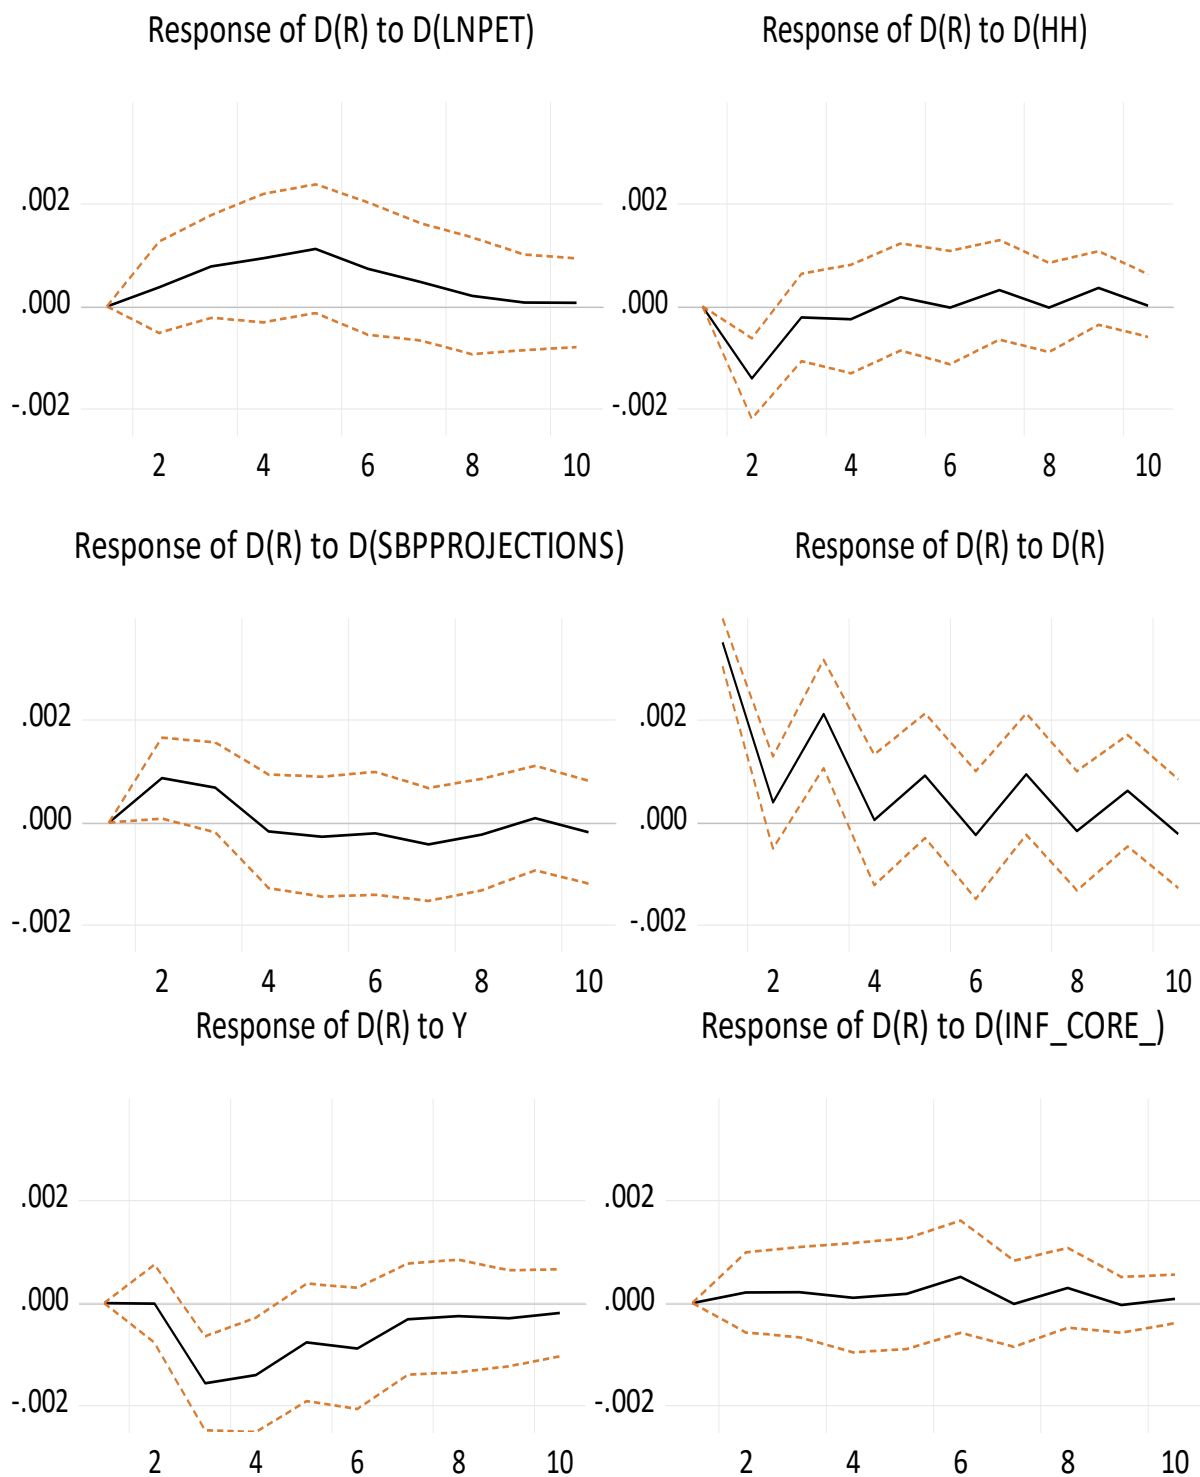 Response of D(R) to D(LNPET)
.002
.000
-.002
2 4 6 8 10
Response of D(R) to D(HH)
.002
.000
-.002
2 4 6 8 10
Response of D(R) to D(SBPPROJECTIONS)
.002
.000
-.002
2 4 6 8 10
Response of D(R) to D(R)
.002
.000
-.002
2 4 6 8 10
Response of D(R) to Y
.002
.000
-.002
2 4 6 8 10
Response of D(R) to D(INF_CORE_)
.002
.000
-.002
2 4 6 8 10